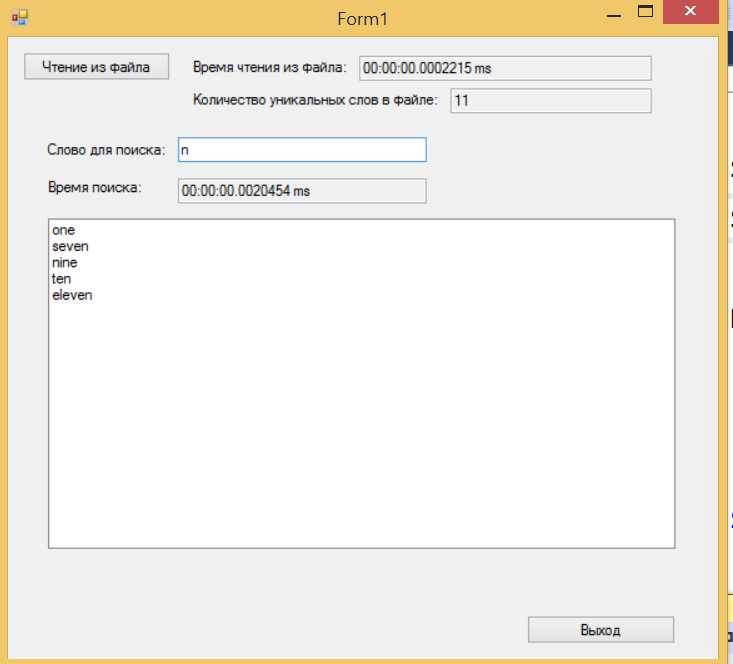 Form1
Чтение из файла Время чтения из файла: 00:00:00.0002215 ms
Количество уникальных слов в файле: 11
Слово для поиска: n
Время поиска: 00:00:00.0020454 ms
one
seven
nine
ten
eleven
Выход